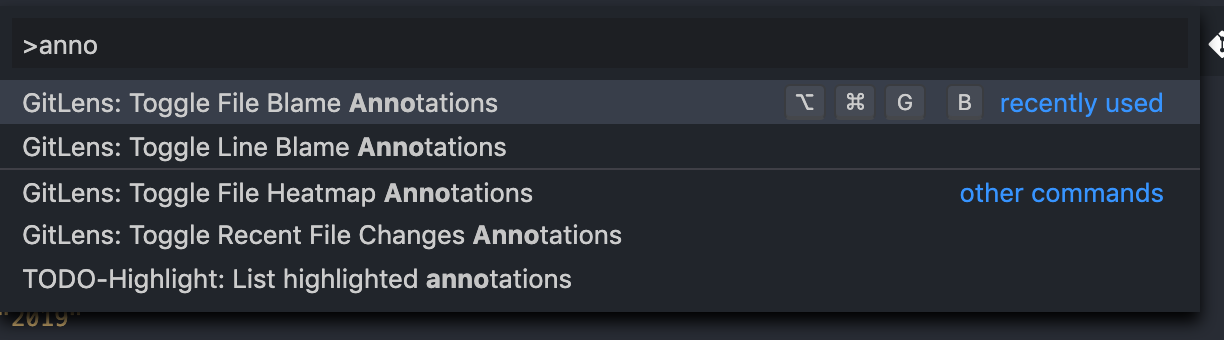 >anno
GitLens: Toggle File Blame Annotations ⌥ ⌘ G B recently used
GitLens: Toggle Line Blame Annotations
GitLens: Toggle File Heatmap Annotations other commands
GitLens: Toggle Recent File Changes Annotations
TODO-Highlight: List highlighted annotations
"2019"